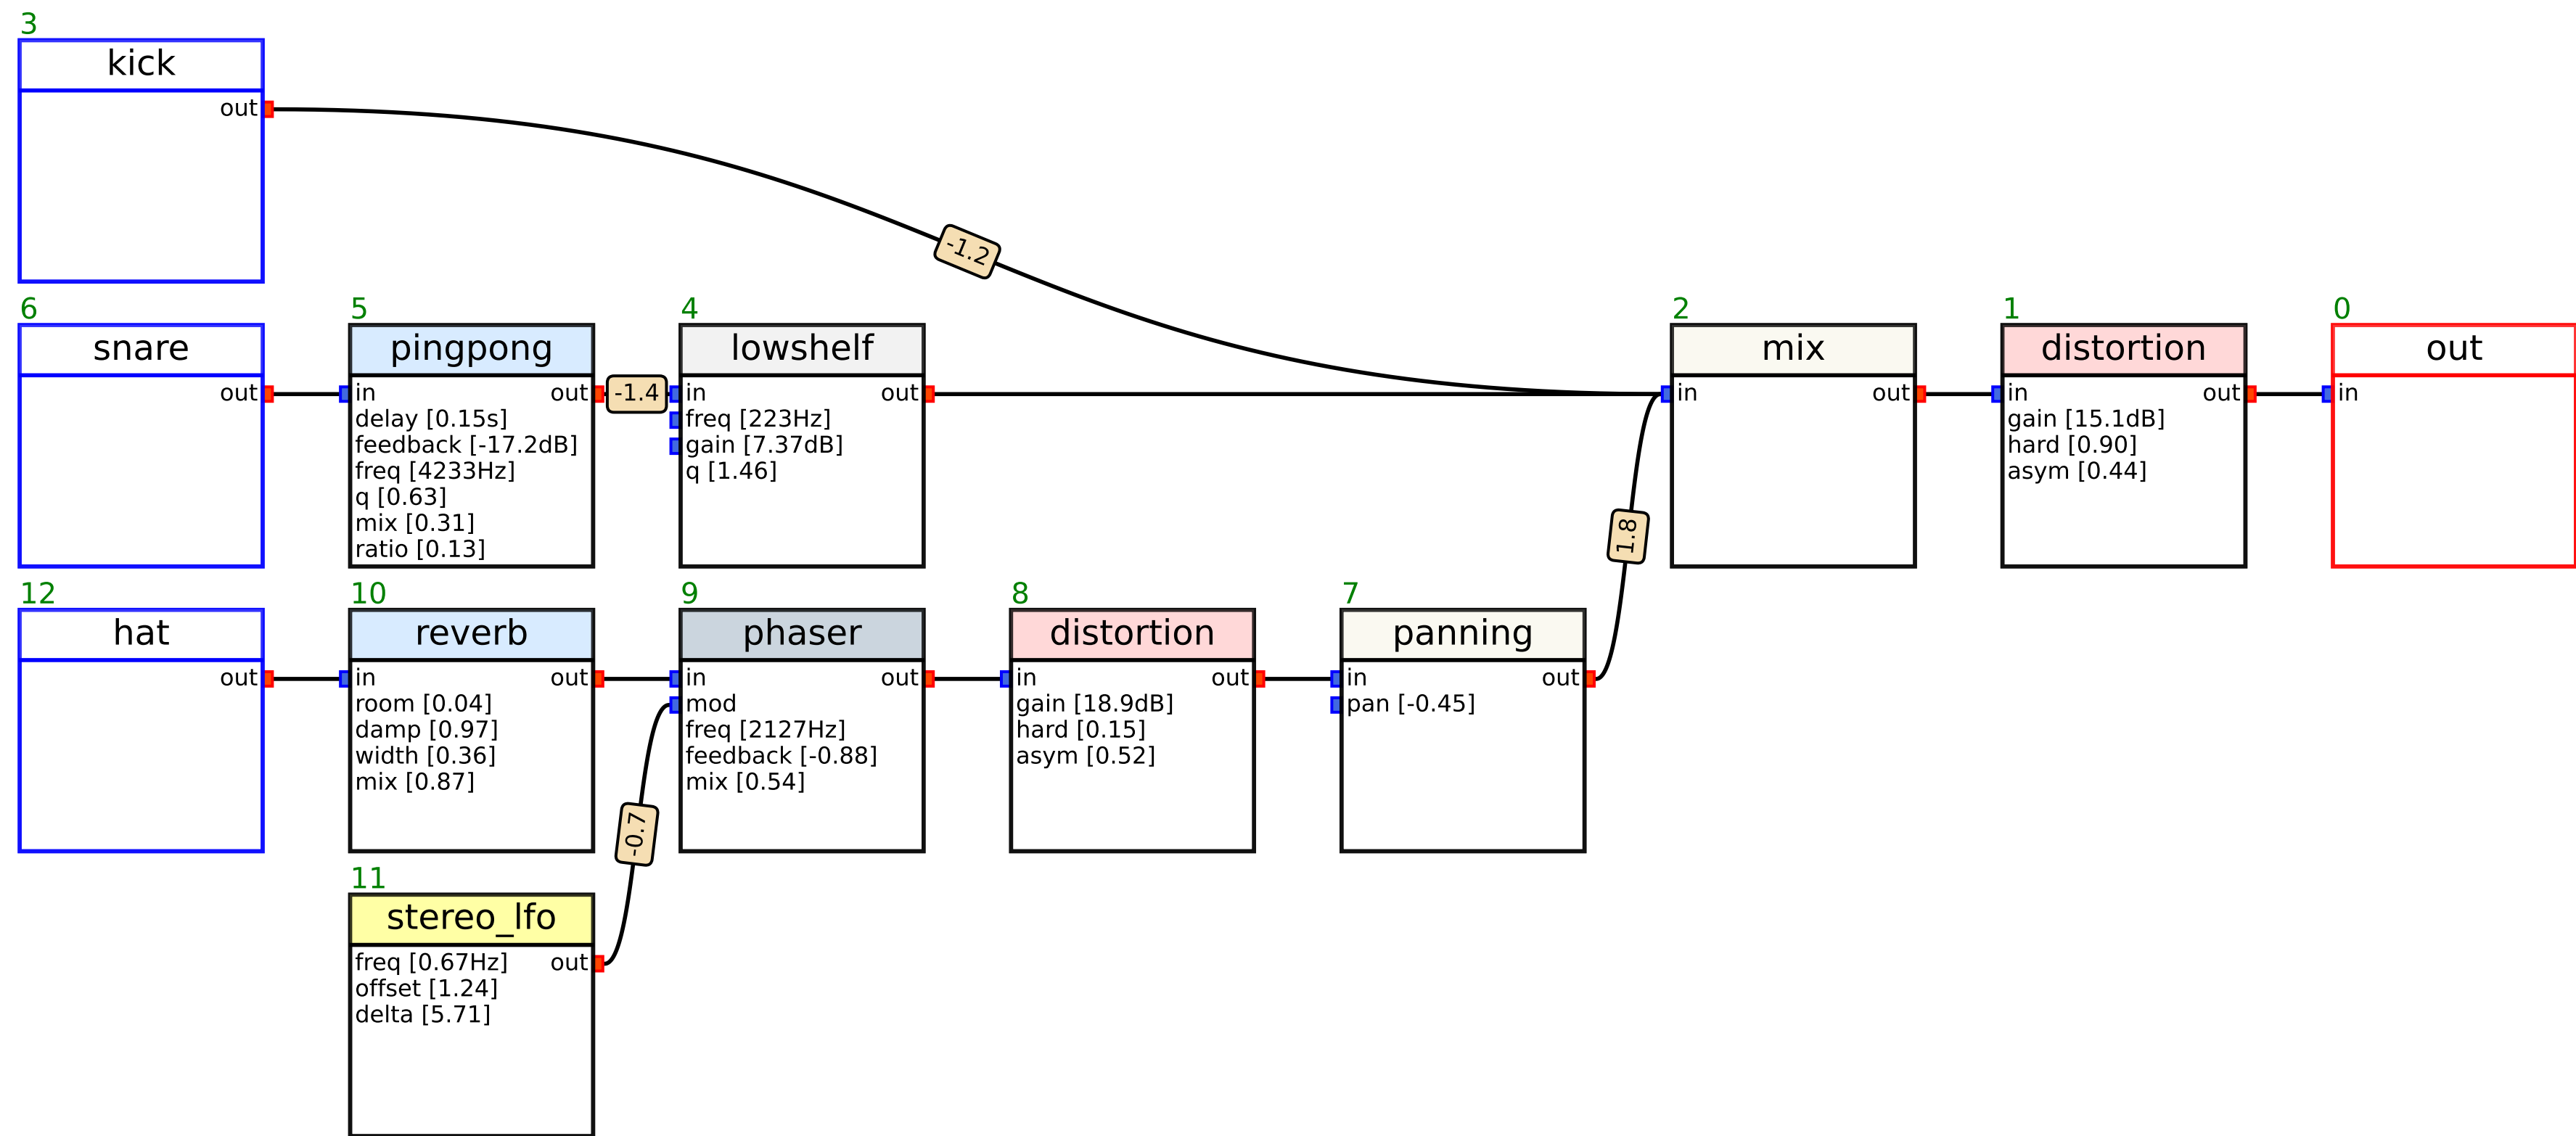 3
kick
out
-1.2
6
snare
out
5
pingpong
in out
delay [0.15s]
feedback [-17.2dB]
freq [4233Hz]
q [0.63]
mix [0.31]
ratio [0.13]
-1.4
4
lowshelf
in out
freq [223Hz]
gain [7.37dB]
q [1.46]
2
mix
in out
1
distortion
in out
gain [15.1dB]
hard [0.90]
asym [0.44]
0
out
in
12
hat
out
10
reverb
in out
room [0.04]
damp [0.97]
width [0.36]
mix [0.87]
9
phaser
in out
mod
freq [2127Hz]
feedback [-0.88]
mix [0.54]
8
distortion
in out
gain [18.9dB]
hard [0.15]
asym [0.52]
7
panning
in out
pan [-0.45]
1.8
-0.7
11
stereo_lfo
freq [0.67Hz] out
offset [1.24]
delta [5.71]